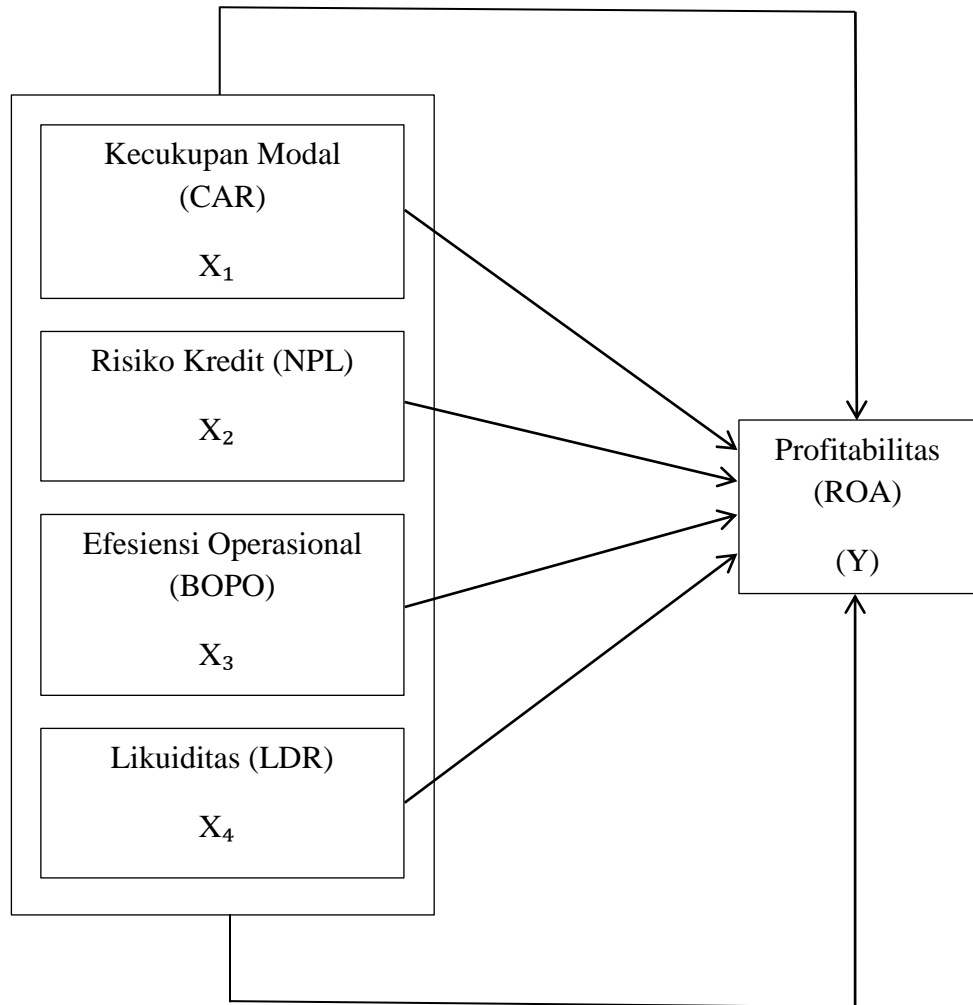 Kecukupan Modal
(CAR)
X₁
Risiko Kredit (NPL)
X₂
Efesiensi Operasional
(BOPO)
X₃
Likuiditas (LDR)
X₄
Profitabilitas
(ROA)
(Y)